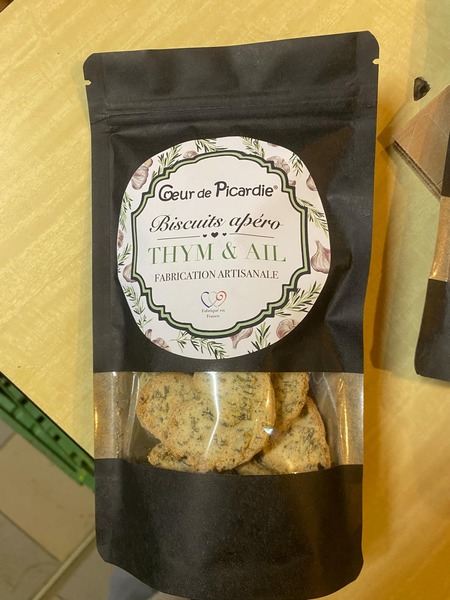 Cœur de Picardie®
Biscuits apéro
THYM & AIL
FABRICATION ARTISANALE
Fabriqué en
France